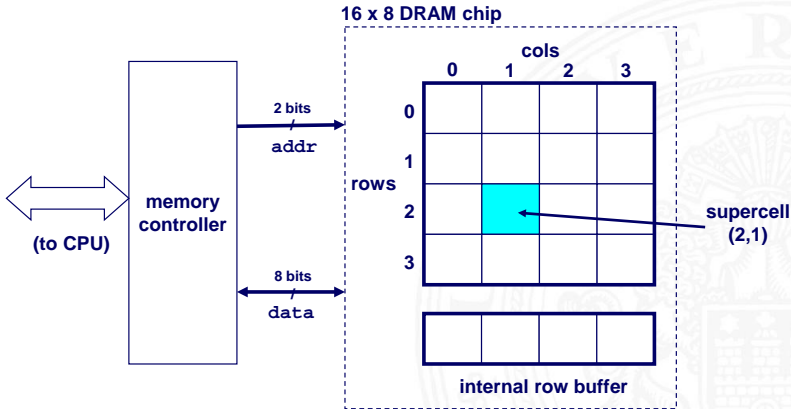 16 x 8 DRAM chip
cols
0 1 2 3
0
2 bits
addr
1
rows
memory
controller
2
supercell
(2,1)
(to CPU)
3
8 bits
data
internal row buffer